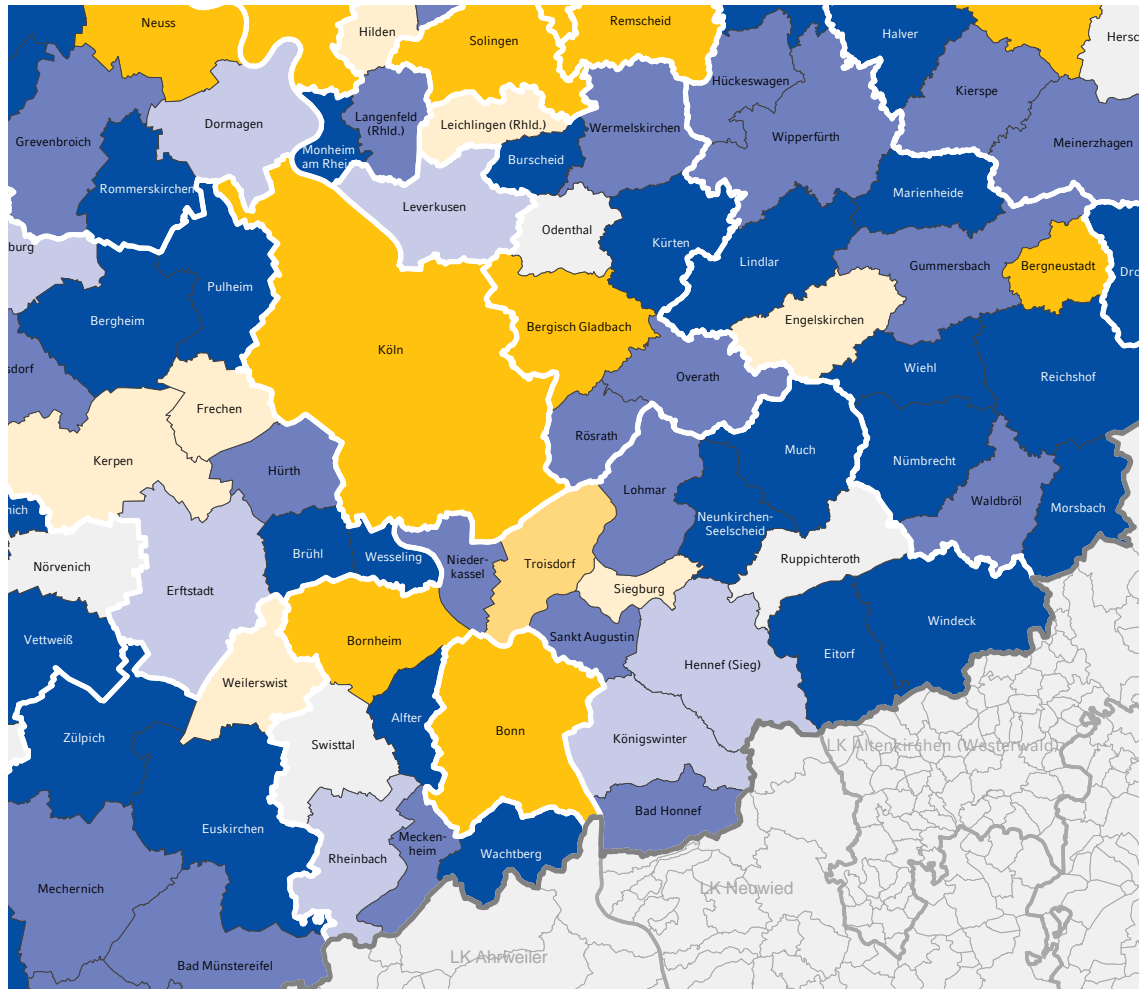 Neuss
Hilden
Solingen
Remscheid
Halver
Hersc
Hückeswagen
Kierspe
Grevenbroich
Dormagen
Langenfeld
(Rhld.)
Leichlingen (Rhld.)
Wermelskirchen
Wipperfürth
Meinerzhagen
Monheim
am Rhei
Burscheid
Rommerskirchen
Leverkusen
Marienheide
Odenthal
Kürten
burg
Lindlar
Gummersbach
Bergneustadt
Dro
Pulheim
Bergheim
Bergisch Gladbach
Engelskirchen
Köln
sdorf
Overath
Wiehl
Reichshof
Frechen
Rösrath
Much
Kerpen
Hürth
Lohmar
Nümbrecht
Waldbröl
Morsbach
nich
Neunkirchen-
Seelscheid
Nörvenich
Brühl
Wesseling
Nieder-
kassel
Troisdorf
Ruppichteroth
Erftstadt
Siegburg
Vettweiß
Bornheim
Sankt Augustin
Windeck
Eitorf
Hennef (Sieg)
Weilerswist
Alfter
Bonn
Zülpich
Swisttal
Königswinter
LK Altenkirchen (Westerwald)
Bad Honnef
Euskirchen
Mecken-
heim
Wachtberg
Rheinbach
Mechernich
LK Neuwied
LK Ahrweiler
Bad Münstereifel